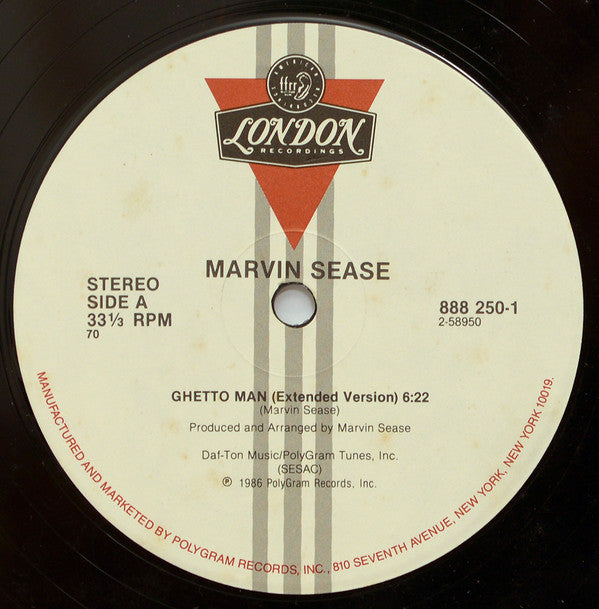 ffrr
LONDON
RECORDINGS
MARVIN SEASE
STEREO
SIDE A
33⅓ RPM
70
888 250-1
2-58950
GHETTO MAN (Extended Version) 6:22
(Marvin Sease)
Produced and Arranged by Marvin Sease
Daf-Ton Music/PolyGram Tunes, Inc.
(SESAC)
℗ 1986 PolyGram Records, Inc.
MANUFACTURED AND MARKETED BY POLYGRAM RECORDS, INC., 810 SEVENTH AVENUE, NEW YORK, NEW YORK 10019.